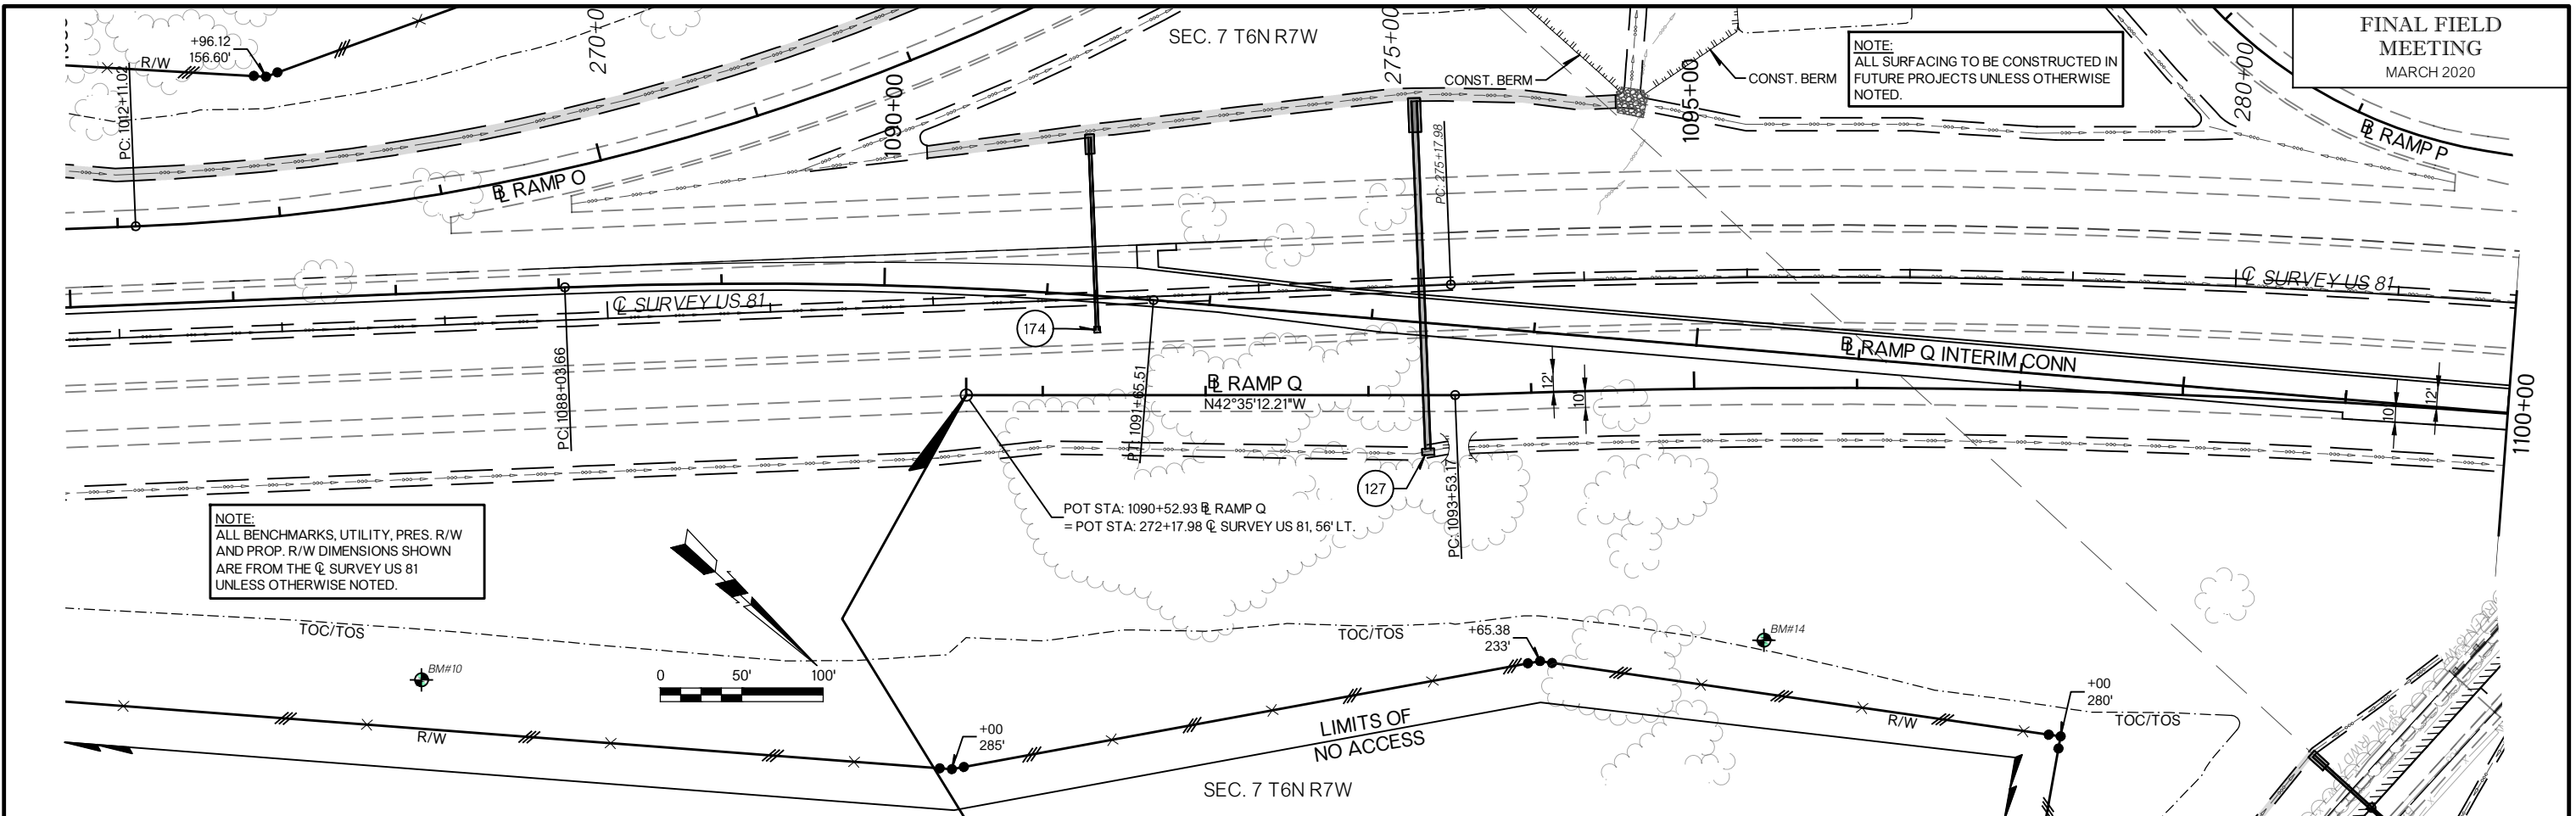 FINAL FIELD
MEETING
MARCH 2020
+96.12
156.60'
R/W
270+0
SEC. 7 T6N R7W
275+00
CONST. BERM
CONST. BERM
NOTE:
ALL SURFACING TO BE CONSTRUCTED IN
FUTURE PROJECTS UNLESS OTHERWISE
NOTED.
280+00
PC: 1012+11.02
1090+00
1095+00
℄ RAMP P
PC: 275+17.98
BL RAMP O
℄ SURVEY US 81
℄ SURVEY US 81
174
PC: 1088+03.66
PT: 1091+65.51
BL RAMP Q
N42°35'12.21"W
BL RAMP Q INTERIM CONN
12'
10'
12'
10'
1100+00
127
PC: 1093+53.17
POT STA: 1090+52.93 BL RAMP Q
= POT STA: 272+17.98 ℄ SURVEY US 81, 56' LT.
NOTE:
ALL BENCHMARKS, UTILITY, PRES. R/W
AND PROP. R/W DIMENSIONS SHOWN
ARE FROM THE ℄ SURVEY US 81
UNLESS OTHERWISE NOTED.
TOC/TOS
TOC/TOS
+65.38
233'
BM#14
BM#10
0 50' 100'
+00
280'
TOC/TOS
R/W
R/W
+00
285'
LIMITS OF
NO ACCESS
SEC. 7 T6N R7W